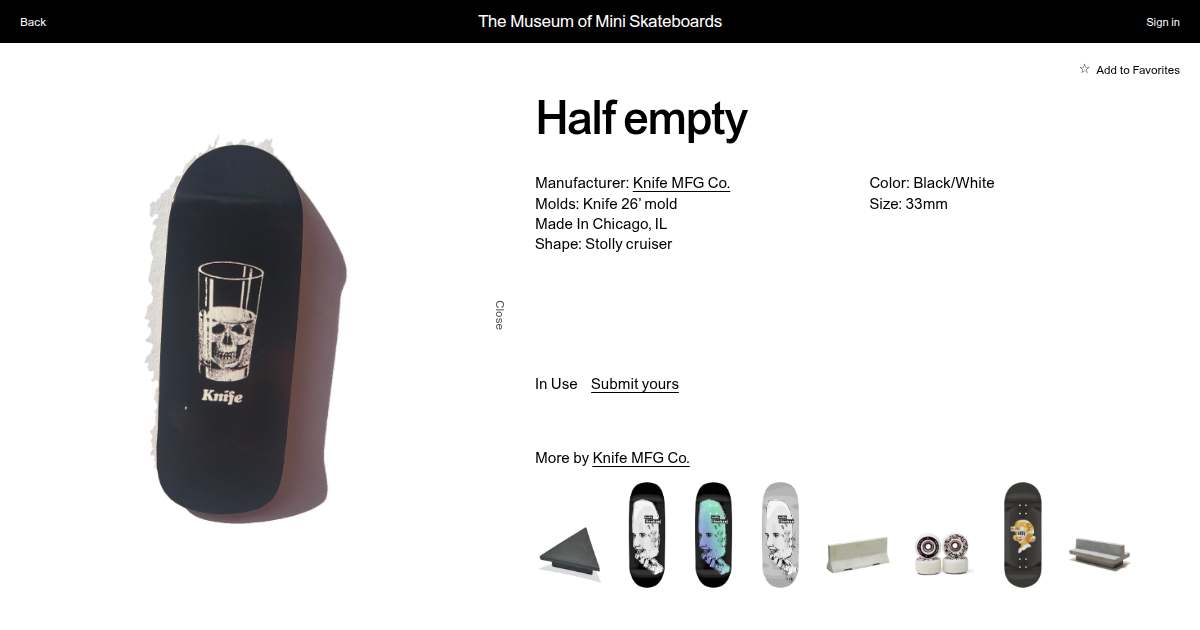 Back
The Museum of Mini Skateboards
Sign in
☆ Add to Favorites
Half empty
Manufacturer: Knife MFG Co.
Molds: Knife 26’ mold
Made In Chicago, IL
Shape: Stolly cruiser
Color: Black/White
Size: 33mm
Knife
Close
In Use Submit yours
More by Knife MFG Co.